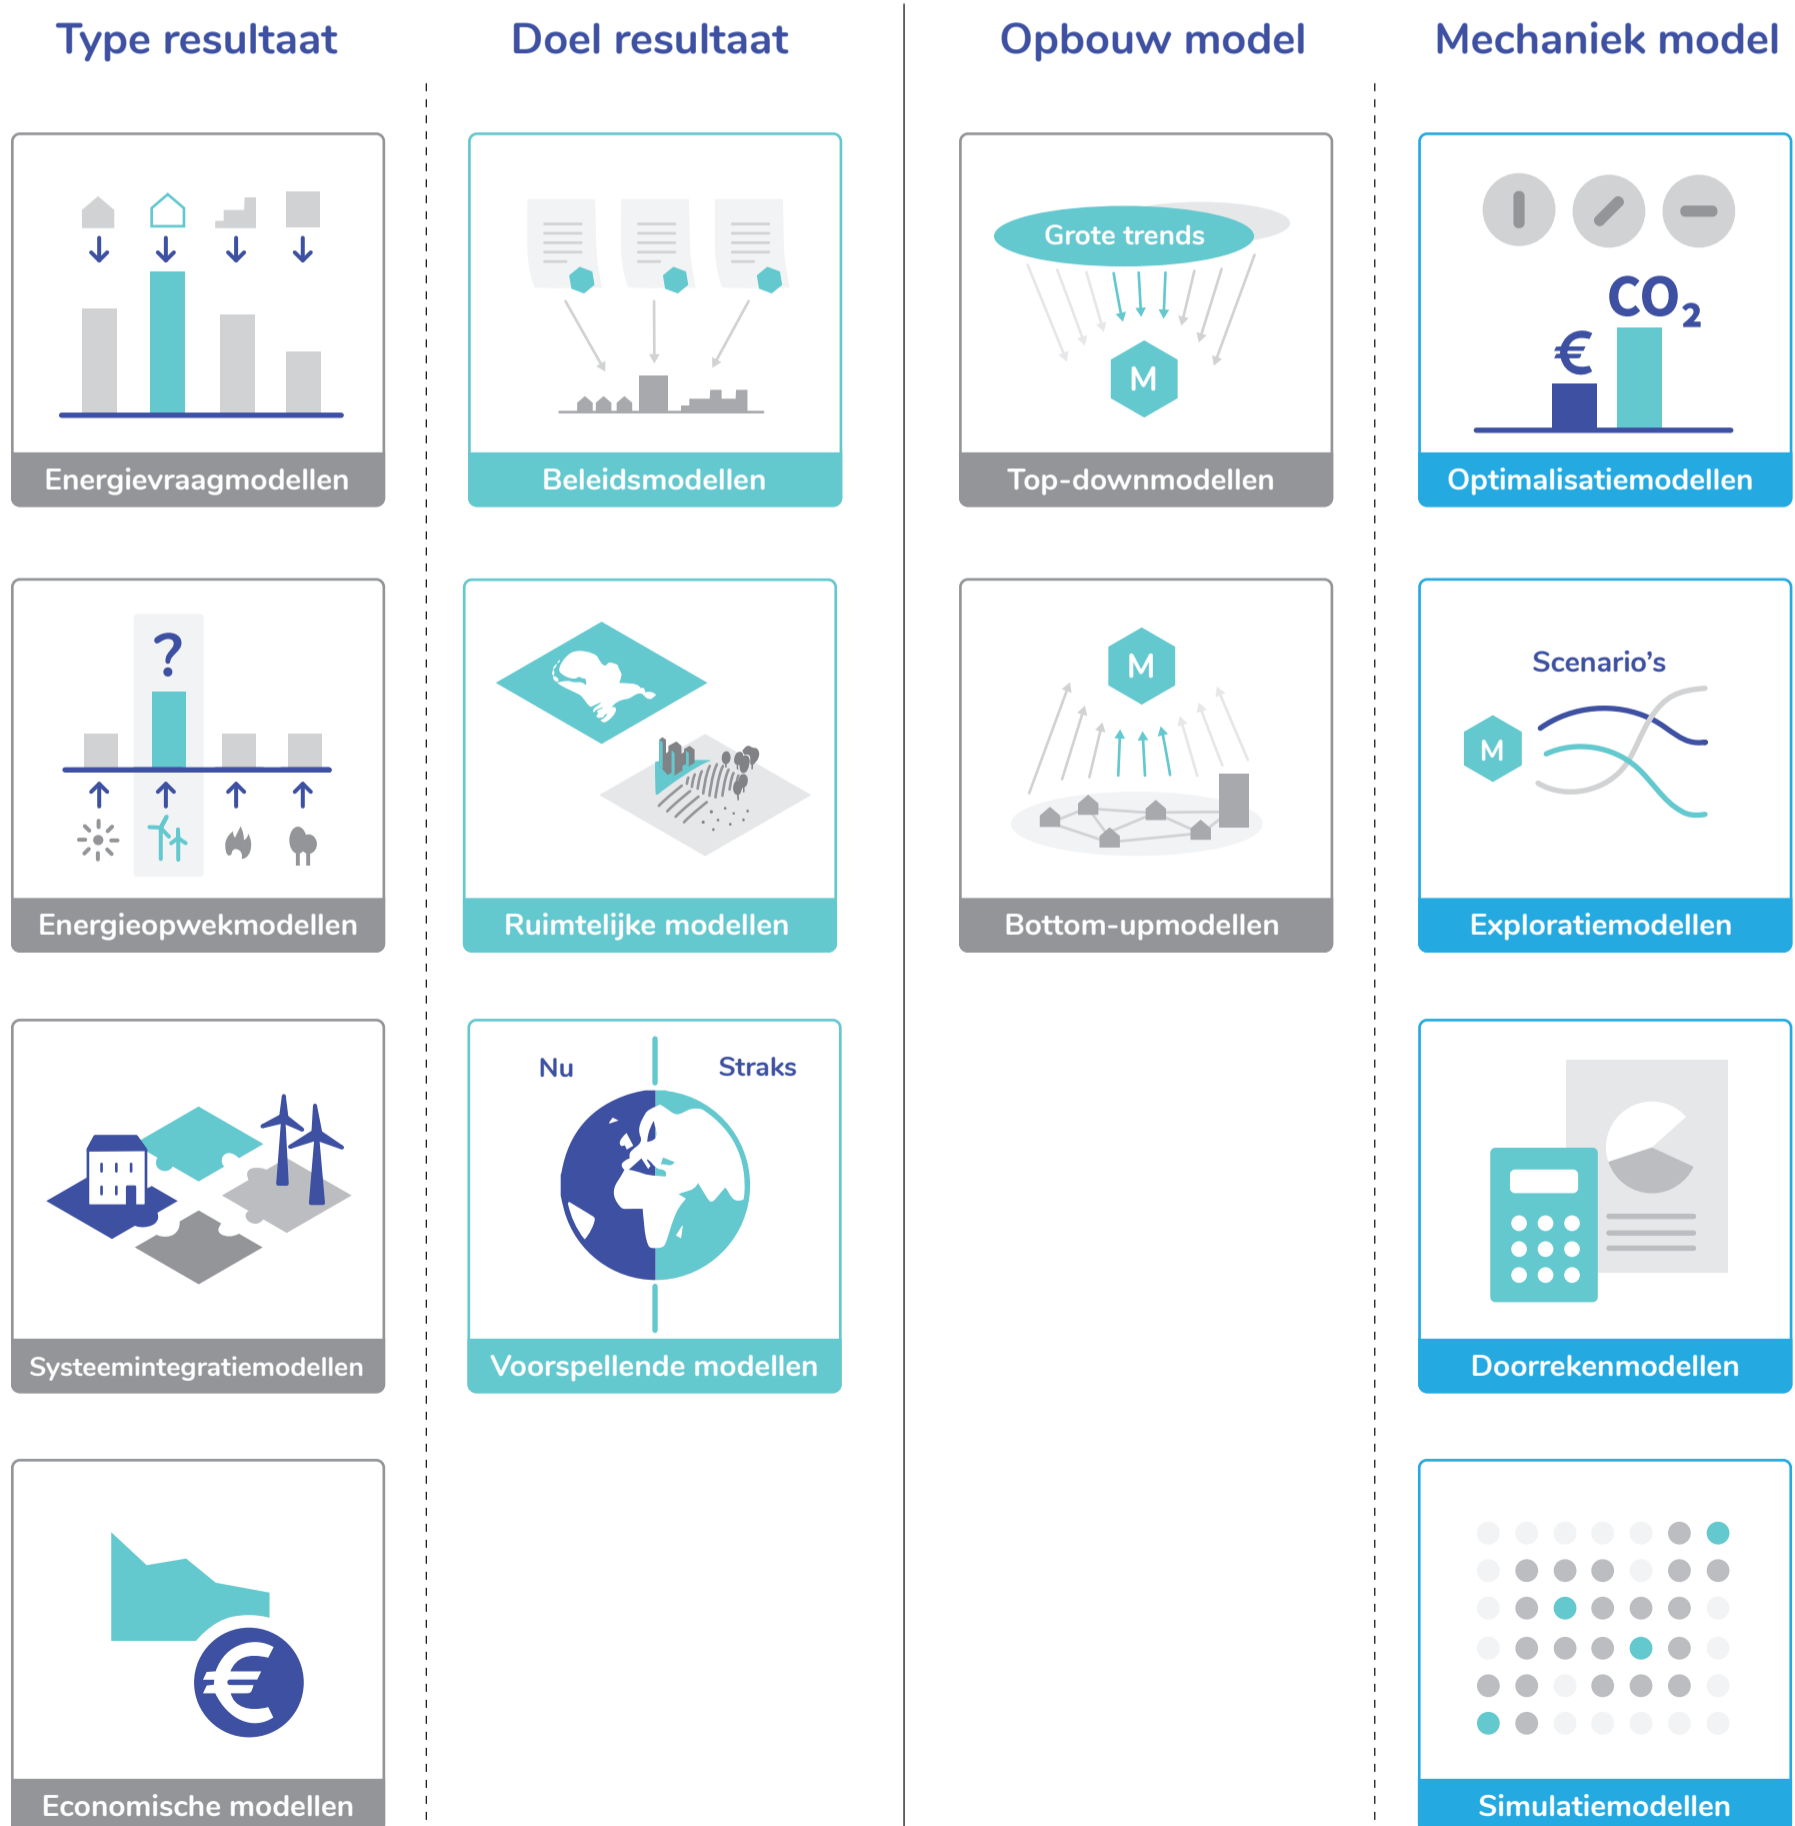 Type resultaat
Doel resultaat
Opbouw model
Mechaniek model
Energievraagmodellen
Beleidsmodellen
Grote trends
M
Top-downmodellen
€
CO₂
Optimalisatiemodellen
?
Energieopwekmodellen
Ruimtelijke modellen
M
Bottom-upmodellen
Scenario’s
M
Exploratiemodellen
Systeemintegratiemodellen
Nu
Straks
Voorspellende modellen
Doorrekenmodellen
€
Economische modellen
Simulatiemodellen